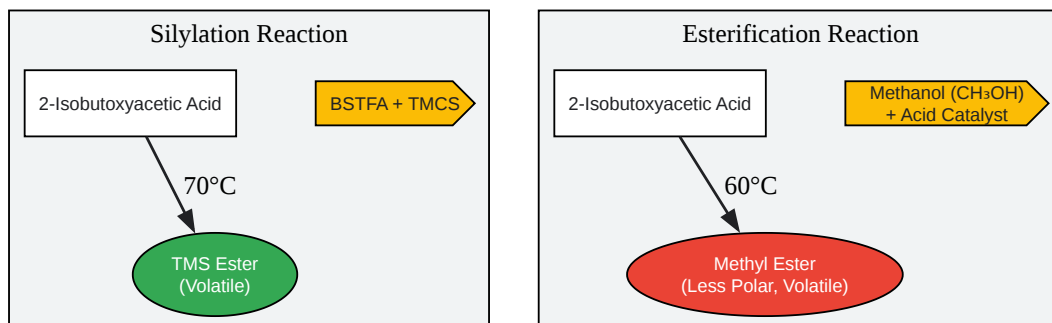 Silylation Reaction
2-Isobutoxyacetic Acid
BSTFA + TMCS
70°C
TMS Ester
(Volatile)
Esterification Reaction
2-Isobutoxyacetic Acid
Methanol (CH₃OH)
+ Acid Catalyst
60°C
Methyl Ester
(Less Polar, Volatile)